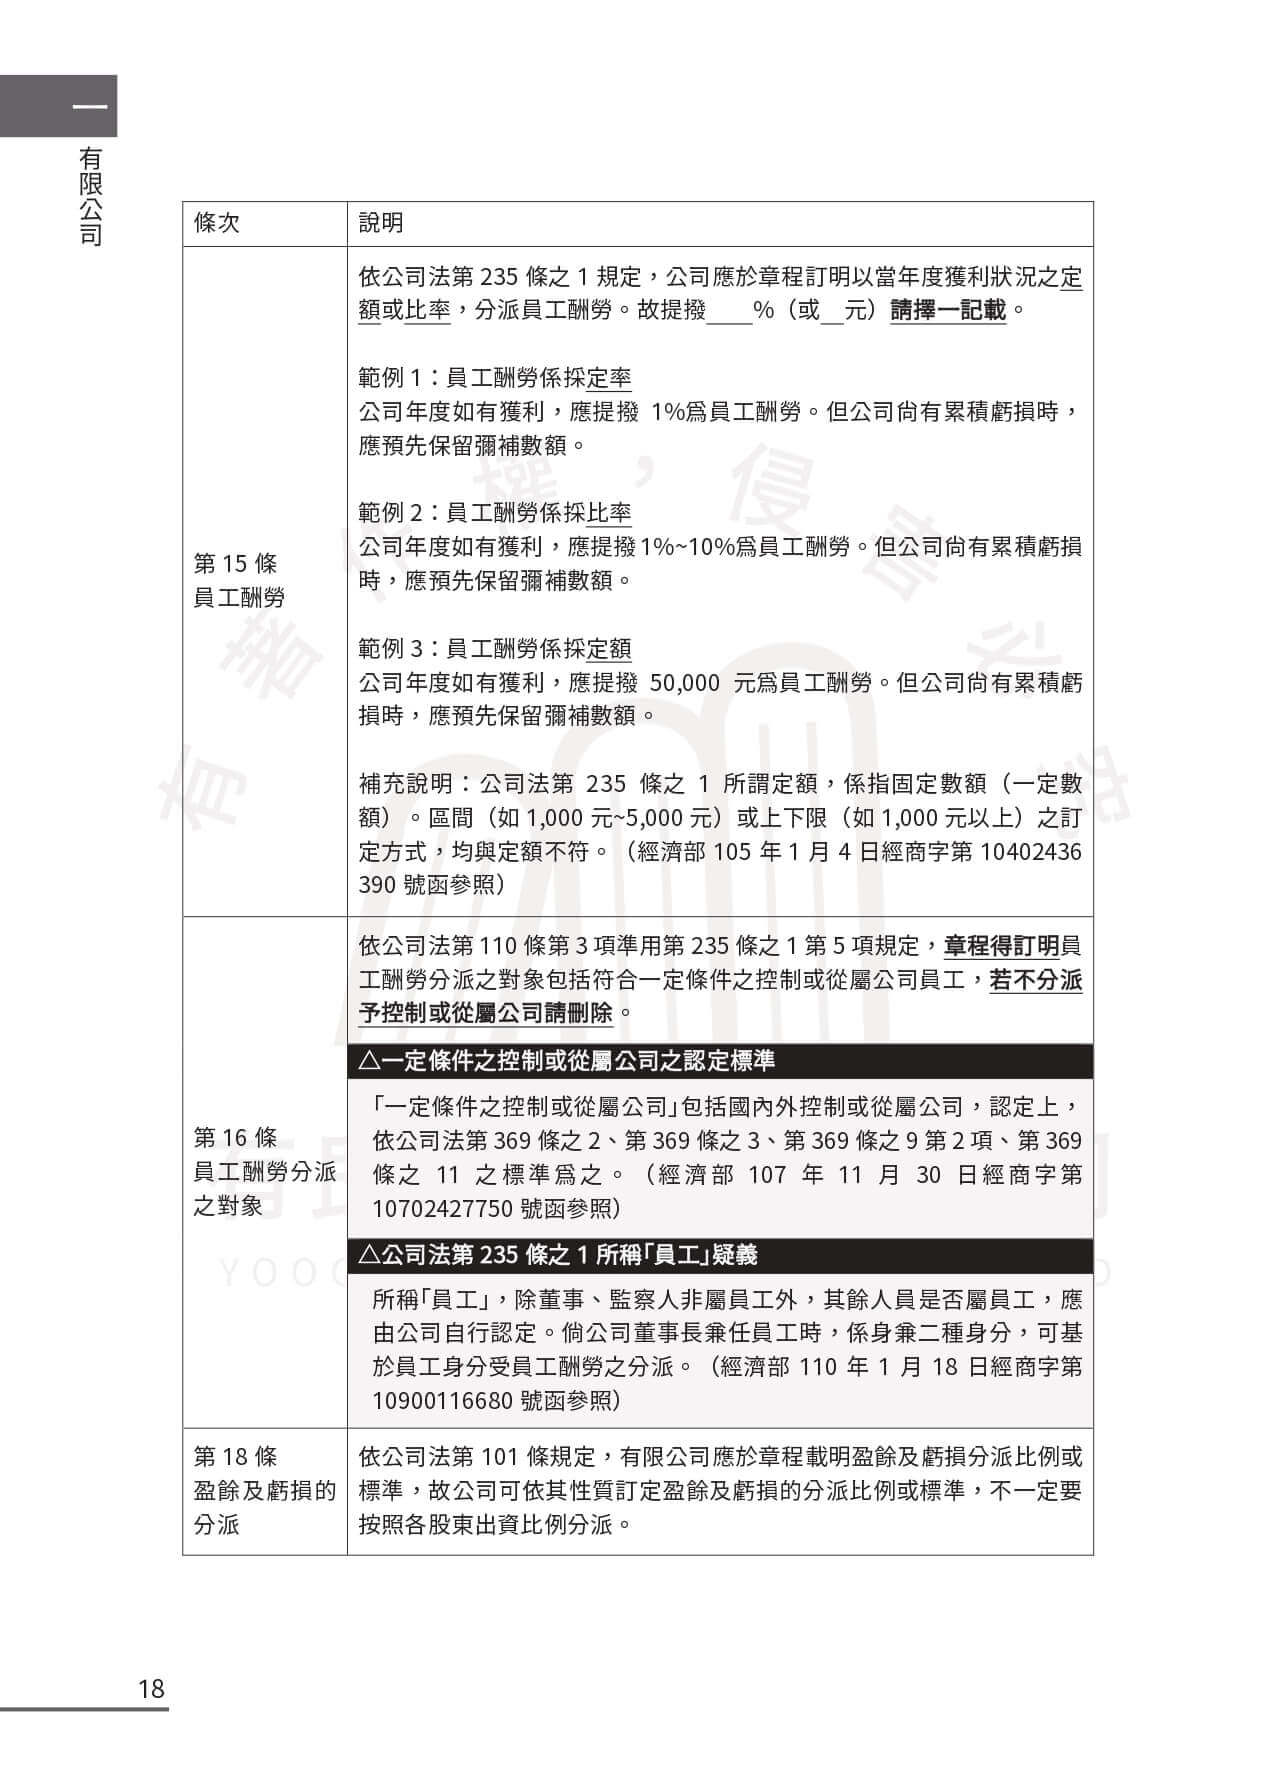 一
有限公司
條次
說明
第 15 條
員工酬勞
依公司法第 235 條之 1 規定，公司應於章程訂明以當年度獲利狀況之定
額或比率，分派員工酬勞。故提撥____%（或__元）請擇一記載。
範例 1：員工酬勞係採定率
公司年度如有獲利，應提撥 1%為員工酬勞。但公司尚有累積虧損時，
應預先保留彌補數額。
範例 2：員工酬勞係採比率
公司年度如有獲利，應提撥 1%~10%為員工酬勞。但公司尚有累積虧損
時，應預先保留彌補數額。
範例 3：員工酬勞係採定額
公司年度如有獲利，應提撥 50,000 元為員工酬勞。但公司尚有累積虧
損時，應預先保留彌補數額。
補充說明：公司法第 235 條之 1 所謂定額，係指固定數額（一定數
額）。區間（如 1,000 元~5,000 元）或上下限（如 1,000 元以上）之訂
定方式，均與定額不符。（經濟部 105 年 1 月 4 日經商字第 10402436
390 號函參照）
第 16 條
員工酬勞分派
之對象
依公司法第 110 條第 3 項準用第 235 條之 1 第 5 項規定，章程得訂明員
工酬勞分派之對象包括符合一定條件之控制或從屬公司員工，若不分派
予控制或從屬公司請刪除。
△一定條件之控制或從屬公司之認定標準
「一定條件之控制或從屬公司」包括國內外控制或從屬公司，認定上，
依公司法第 369 條之 2、第 369 條之 3、第 369 條之 9 第 2 項、第 369
條之 11 之標準為之。（經濟部 107 年 11 月 30 日經商字第
10702427750 號函參照）
△公司法第 235 條之 1 所稱「員工」疑義
所稱「員工」，除董事、監察人非屬員工外，其餘人員是否屬員工，應
由公司自行認定。倘公司董事長兼任員工時，係身兼二種身分，可基
於員工身分受員工酬勞之分派。（經濟部 110 年 1 月 18 日經商字第
10900116680 號函參照）
第 18 條
盈餘及虧損的
分派
依公司法第 101 條規定，有限公司應於章程載明盈餘及虧損分派比例或
標準，故公司可依其性質訂定盈餘及虧損的分派比例或標準，不一定要
按照各股東出資比例分派。
18
有著作權，侵害必究